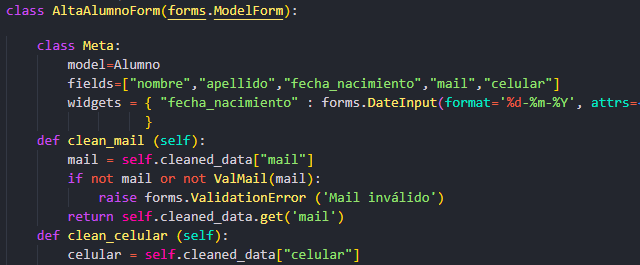 class AltaAlumnoForm(forms.ModelForm):
class Meta:
model=Alumno
fields=["nombre","apellido","fecha_nacimiento","mail","celular"]
widgets = { "fecha_nacimiento" : forms.DateInput(format='%d-%m-%Y', attrs=
}
def clean_mail (self):
mail = self.cleaned_data["mail"]
if not mail or not ValMail(mail):
raise forms.ValidationError ('Mail inválido')
return self.cleaned_data.get('mail')
def clean_celular (self):
celular = self.cleaned_data["celular"]